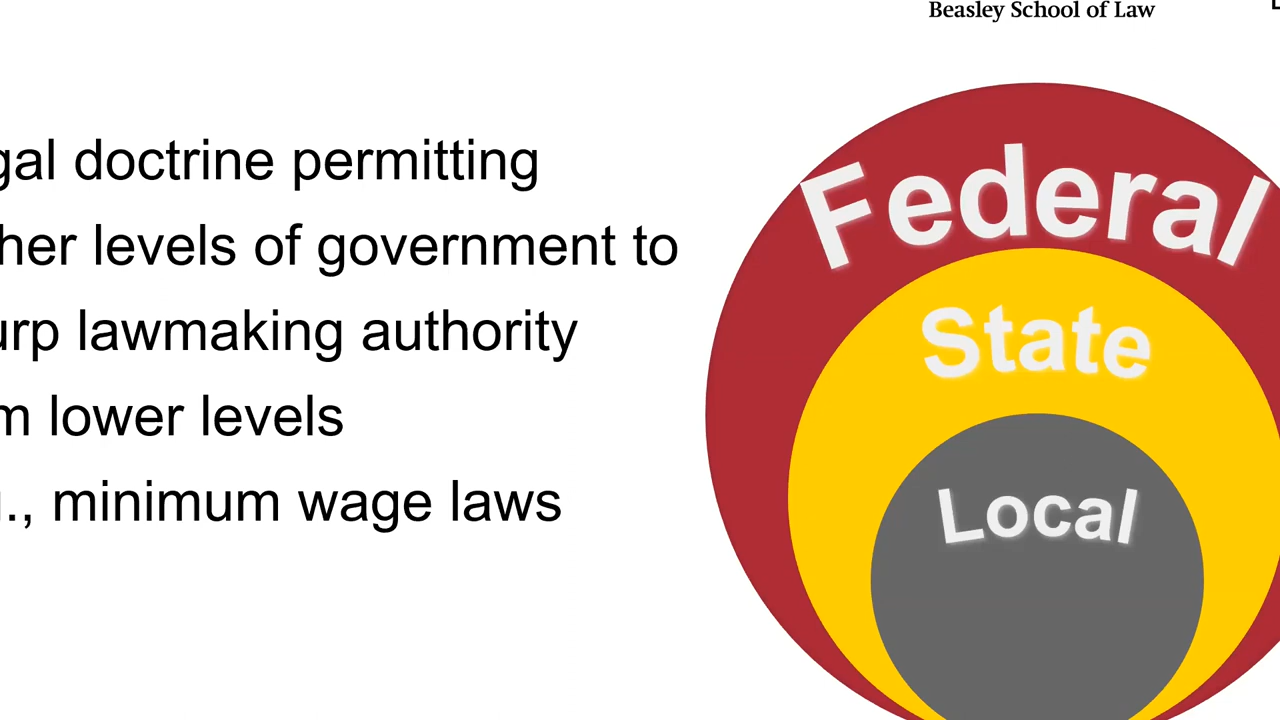 Beasley School of Law
gal doctrine permitting
her levels of government to
urp lawmaking authority
m lower levels
g., minimum wage laws
Federal
State
Local